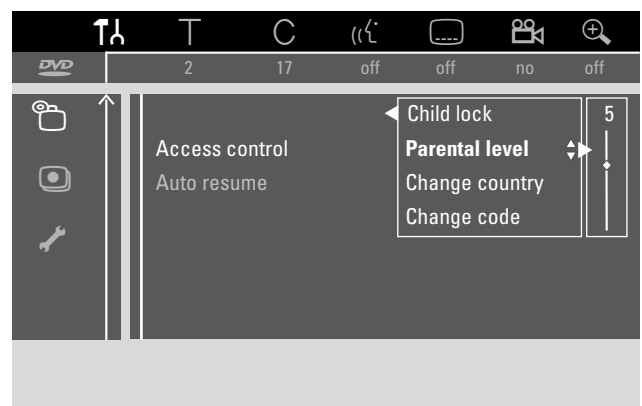 T C
DVD 2 17 off off no off
Child lock 5
Access control Parental level
Auto resume Change country
Change code